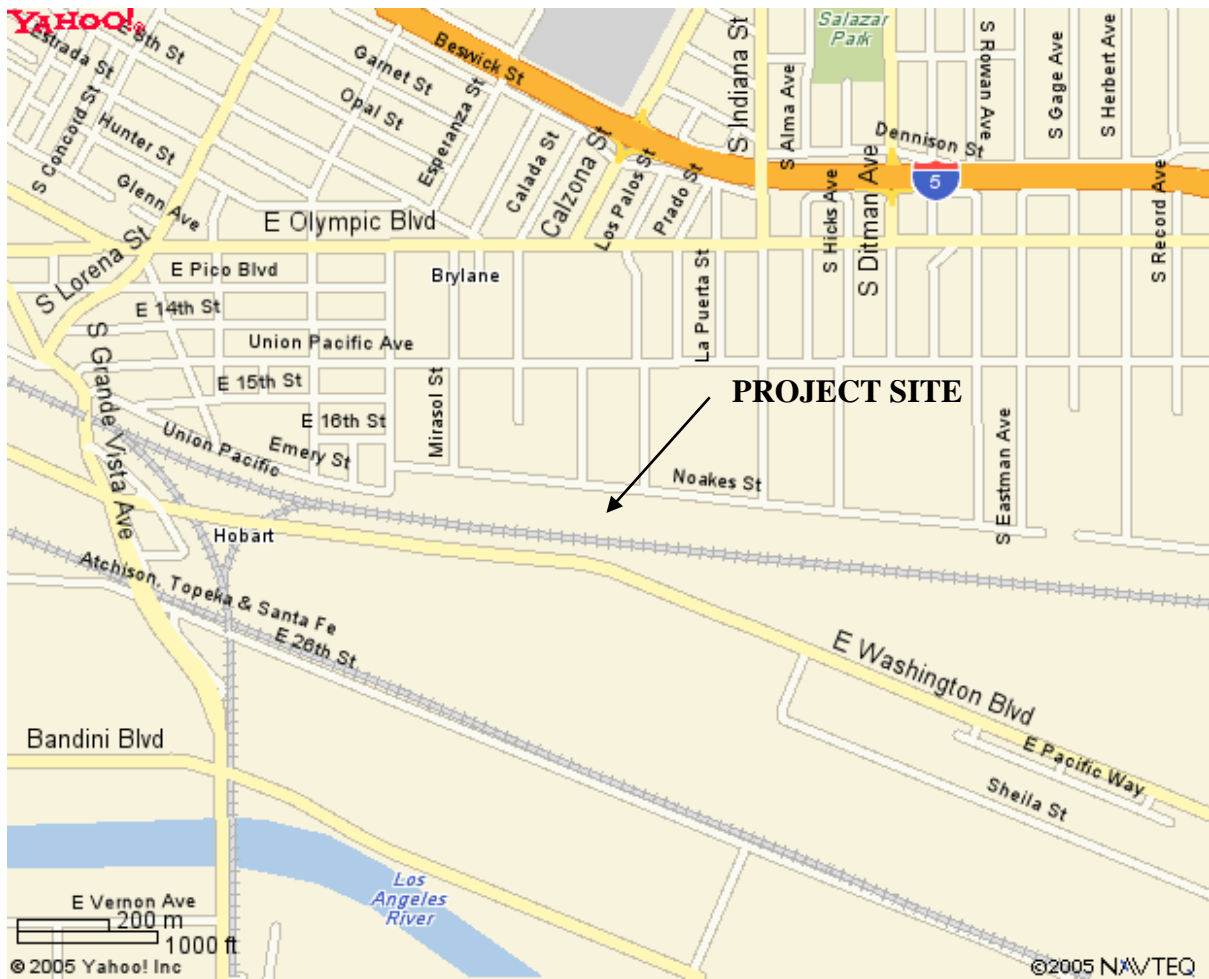 YAHOO!®
Estrada St
E 8th St
S Concord St
Hunter St
Glenn Ave
Garnet St
Opal St
Beswick St
Esperanza St
Calada St
Calzona St
Los Palos St
Prado St
S Indiana St
S Alma Ave
Salazar
Park
S Rowan Ave
S Gage Ave
S Herbert Ave
Dennison St
5
S Hicks Ave
S Ditman Ave
S Record Ave
E Olympic Blvd
S Lorena St
E Pico Blvd
Brylane
E 14th St
La Puerta St
Union Pacific Ave
S Grande Vista Ave
E 15th St
Mirasol St
PROJECT SITE
E 16th St
Union Pacific
Emery St
Noakes St
S Eastman Ave
Hobart
Atchison, Topeka & Santa Fe
E 26th St
E Washington Blvd
Bandini Blvd
E Pacific Way
Sheila St
Los
Angeles
River
E Vernon Ave
200 m
1000 ft
© 2005 Yahoo! Inc
©2005 NAVTEQ